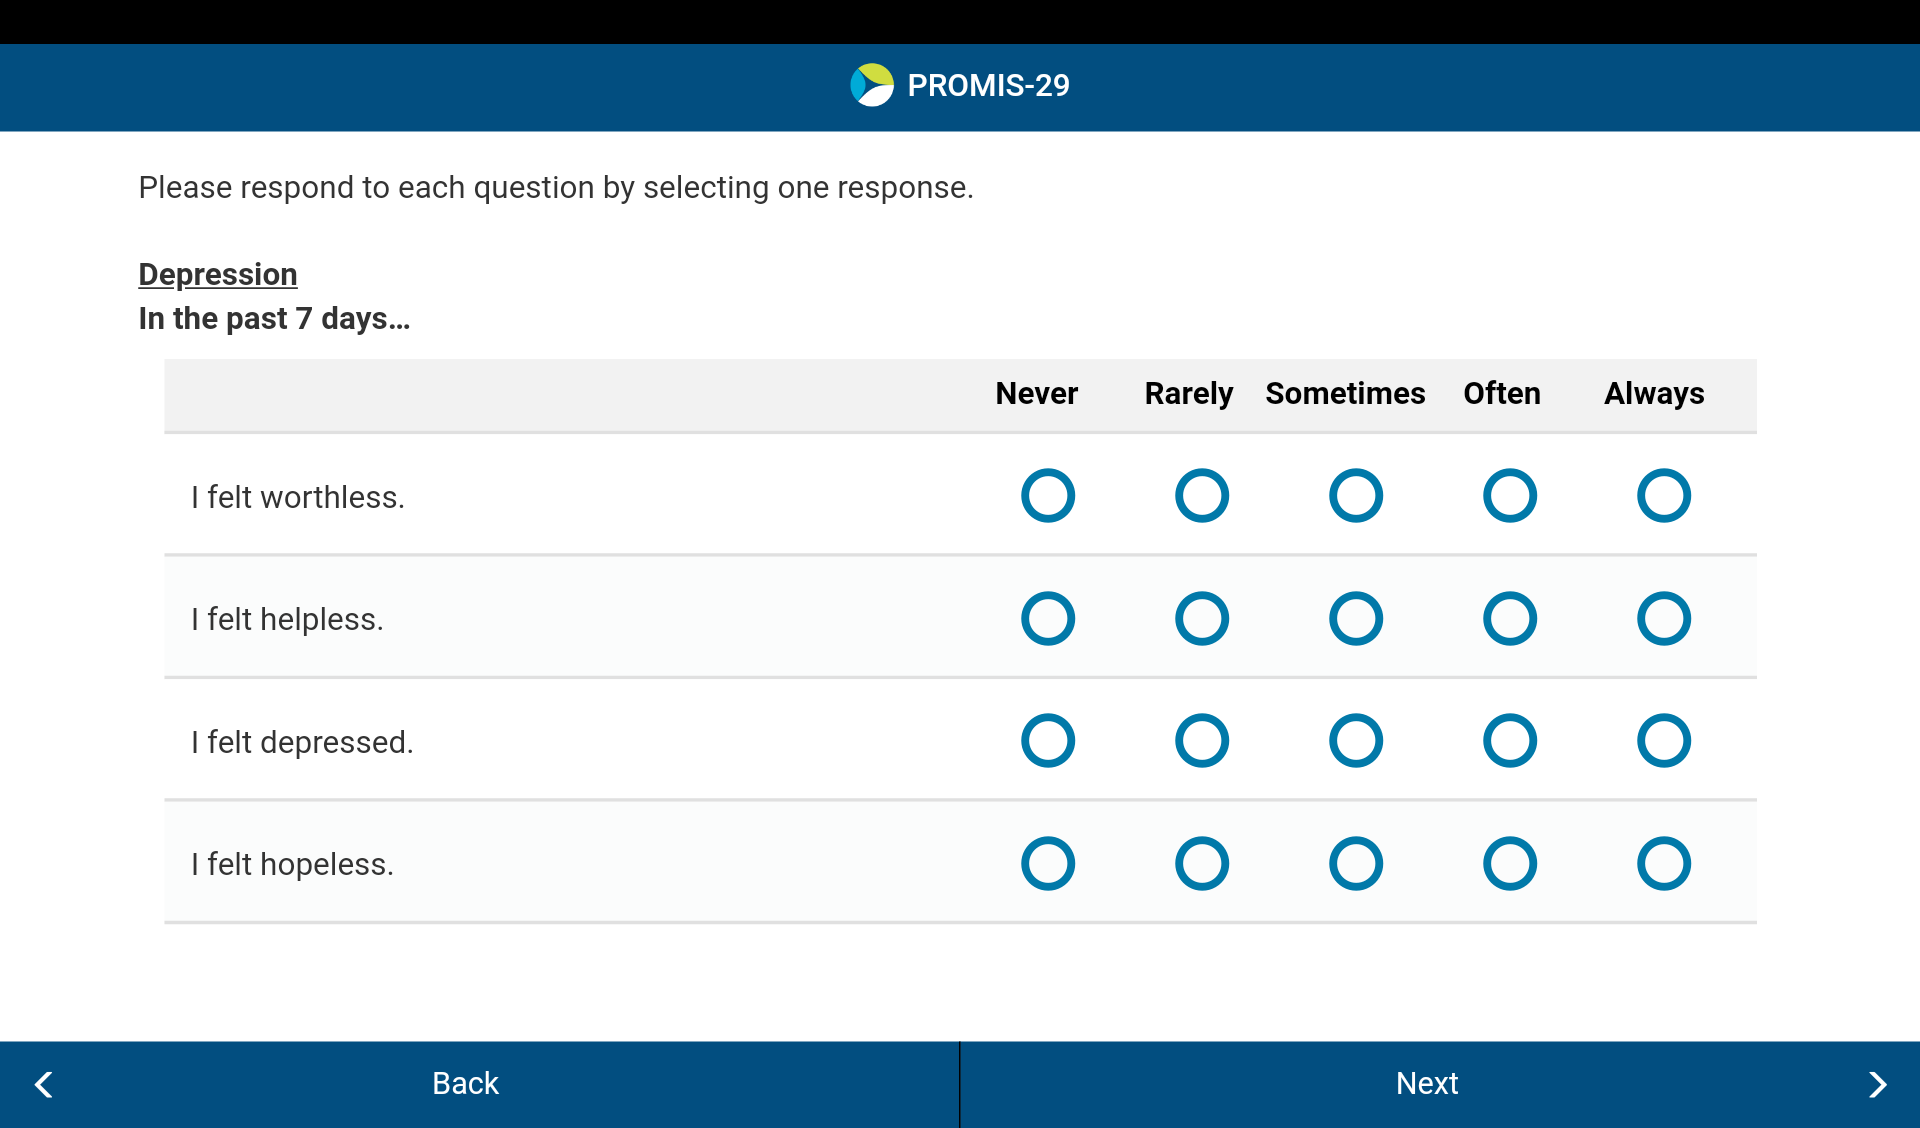 PROMIS-29
Please respond to each question by selecting one response.
Depression
In the past 7 days…
Never Rarely Sometimes Often Always
I felt worthless.
I felt helpless.
I felt depressed.
I felt hopeless.
Back Next